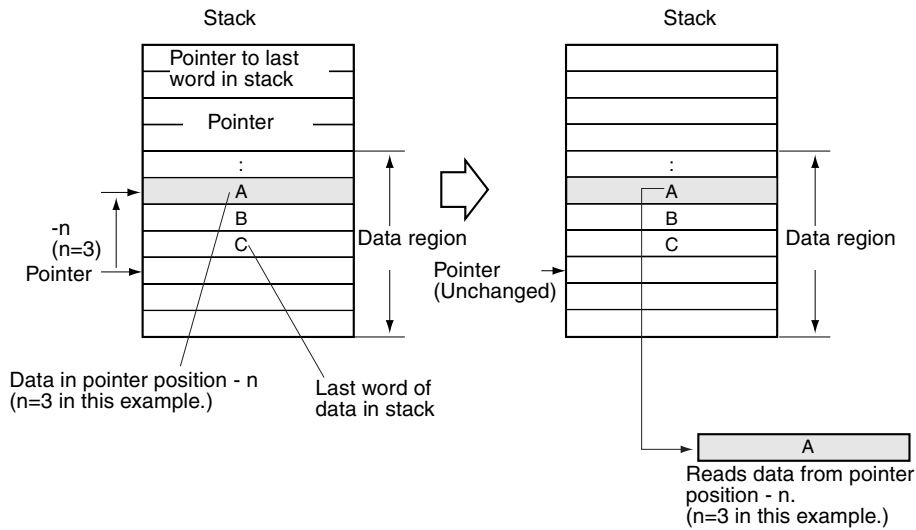 Stack
Pointer to last
word in stack
Pointer
:
A
B
C
-n
(n=3)
Pointer
Data region
Data in pointer position - n
(n=3 in this example.)
Last word of
data in stack
Stack
:
A
B
C
Data region
Pointer
(Unchanged)
A
Reads data from pointer
position - n.
(n=3 in this example.)